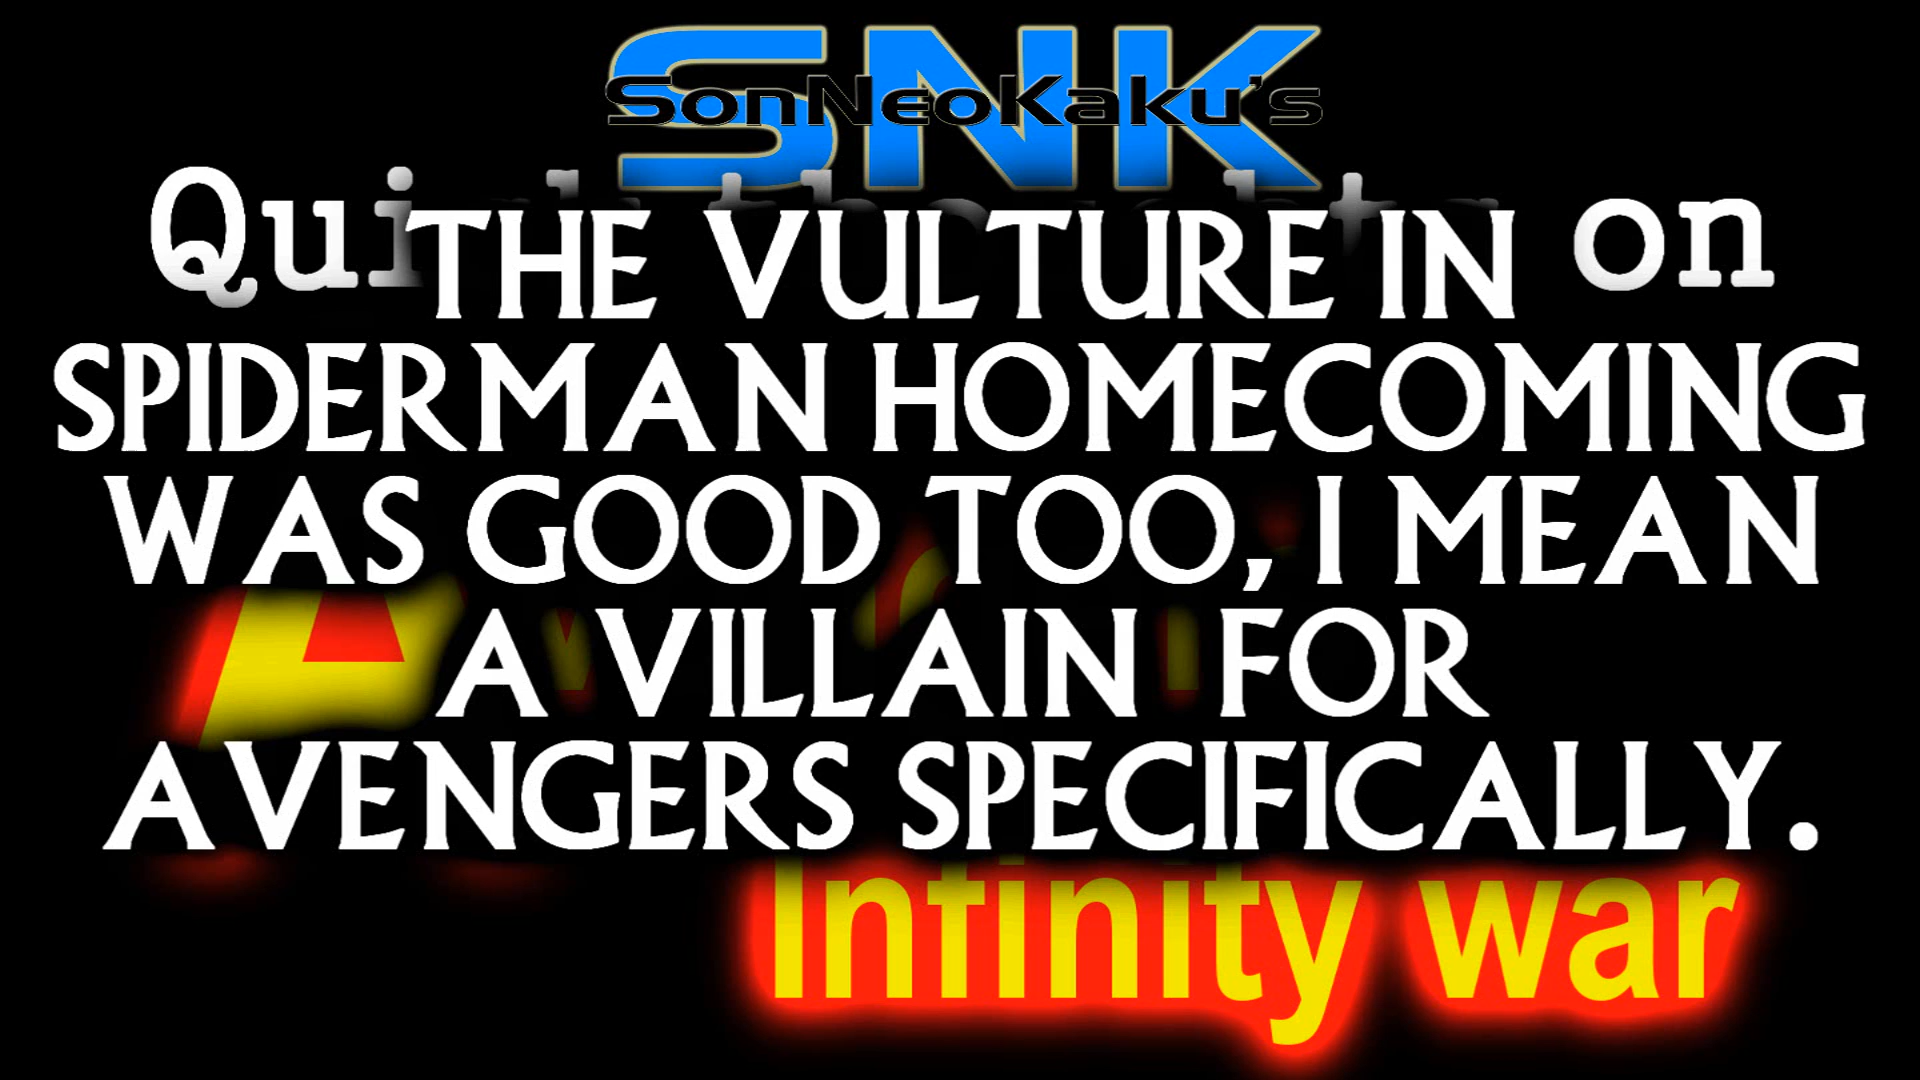 SNK
SonNeoKaku's
Qui on
THE VULTURE IN
SPIDERMAN HOMECOMING
WAS GOOD TOO, I MEAN
A VILLAIN FOR
AVENGERS SPECIFICALLY.
Infinity war